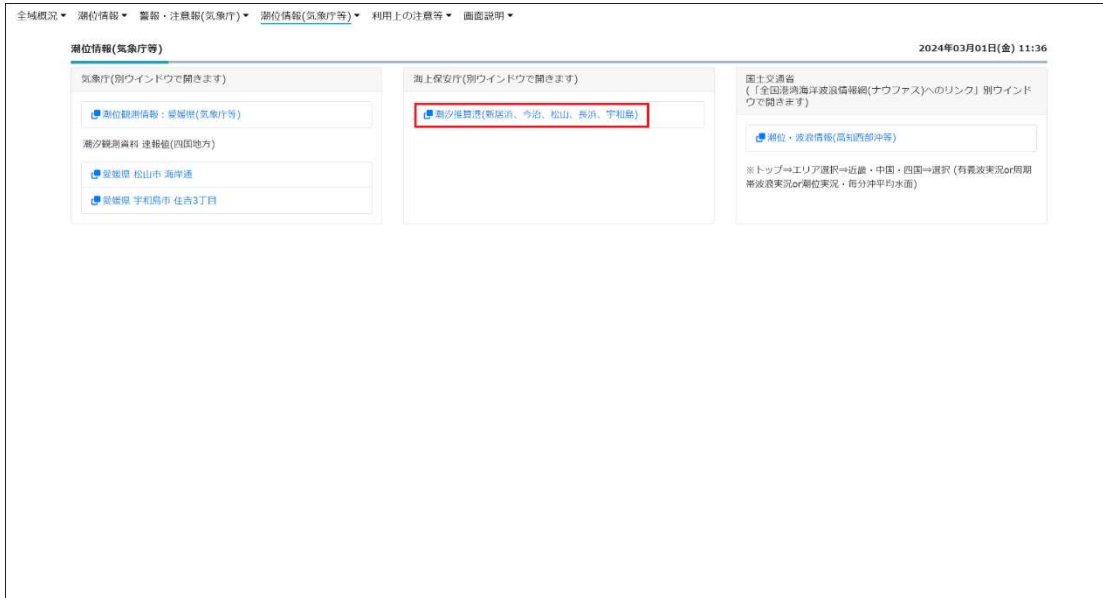 全域概況▼ 潮位情報▼ 警報・注意報(気象庁)▼ 潮位情報(気象庁等)▼ 利用上の注意等▼ 画面説明▼
潮位情報(気象庁等)
2024年03月01日(金) 11:36
気象庁(別ウインドウで開きます)
潮位観測情報：愛媛県(気象庁等)
潮汐観測資料 速報値(四国地方)
愛媛県 松山市 海岸通
愛媛県 宇和島市 住吉3丁目
海上保安庁(別ウインドウで開きます)
潮汐推算港(新居浜、今治、松山、長浜、宇和島)
国土交通省
(「全国港湾海洋波浪情報網(ナウファス)へのリンク」別ウインド
ウで開きます)
潮位・波浪情報(高知西部沖等)
※トップ⇒エリア選択⇒近畿・中国・四国⇒選択 (有義波実況or周期
帯波浪実況or潮位実況・毎分沖平均水面)